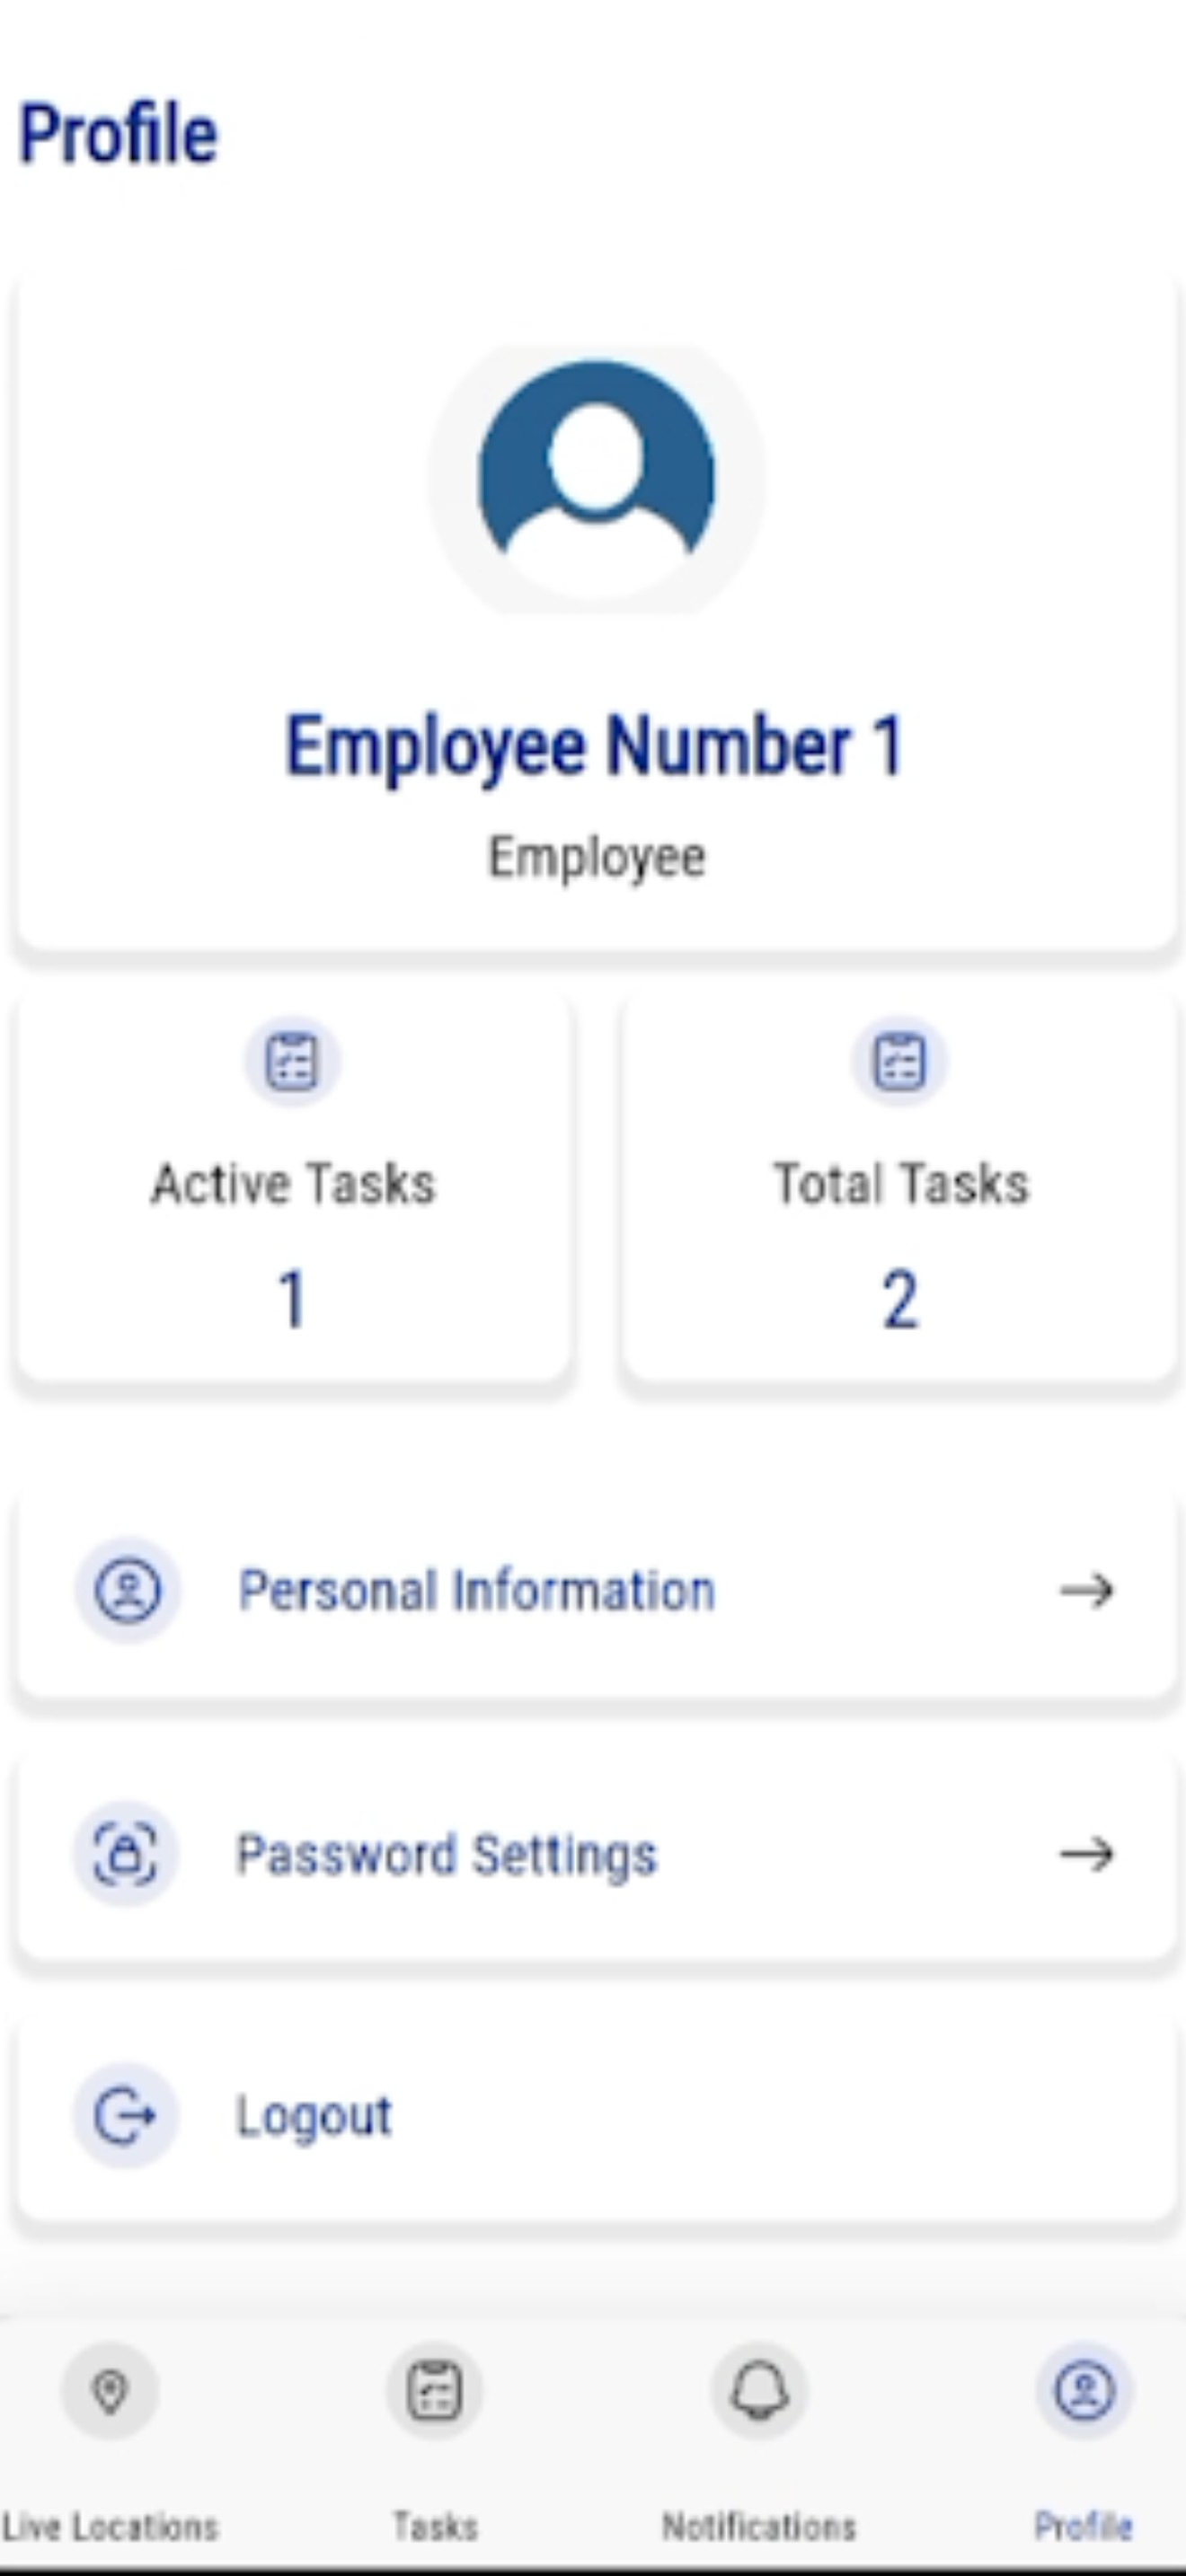 Profile
Employee Number 1
Employee
Active Tasks
1
Total Tasks
2
Personal Information
Password Settings
Logout
Live Locations
Tasks
Notifications
Profile